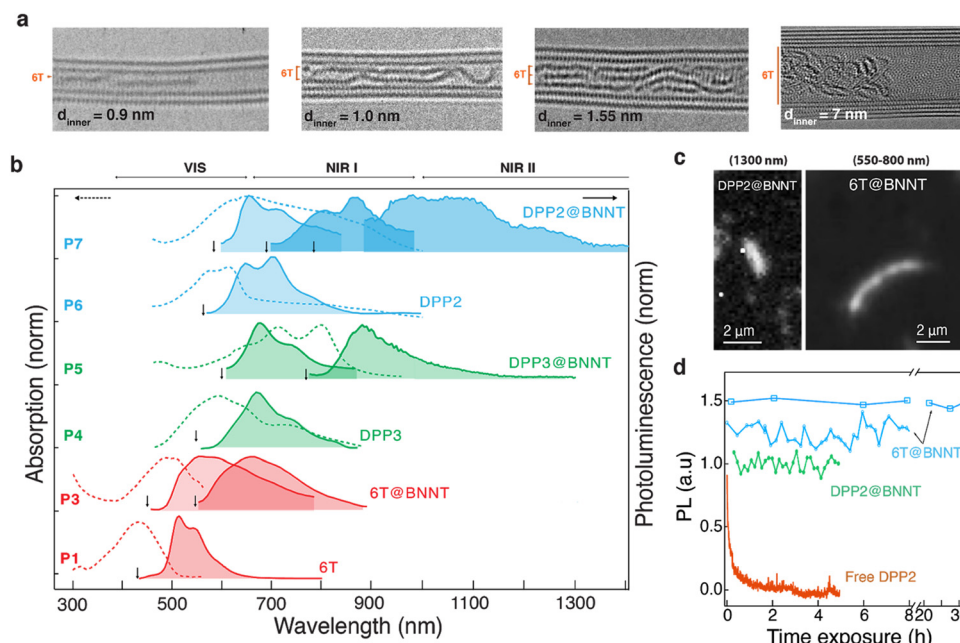 a
6T
d inner = 0.9 nm
6T
d inner = 1.0 nm
6T
d inner = 1.55 nm
6T
d inner = 7 nm
b
VIS NIR I NIR II
P7 DPP2@BNNT
P6 DPP2
P5 DPP3@BNNT
P4 DPP3
P3 6T@BNNT
P1 6T
Absorption (norm)
Photoluminescence (norm)
300 500 700 900 1100 1300
Wavelength (nm)
c
(1300 nm) (550-800 nm)
DPP2@BNNT 6T@BNNT
2 μm 2 μm
d
1.5
1.0
0.5
0.0
PL (a.u)
6T@BNNT
DPP2@BNNT
Free DPP2
0 2 4 6 8 20 3
Time exposure (h)